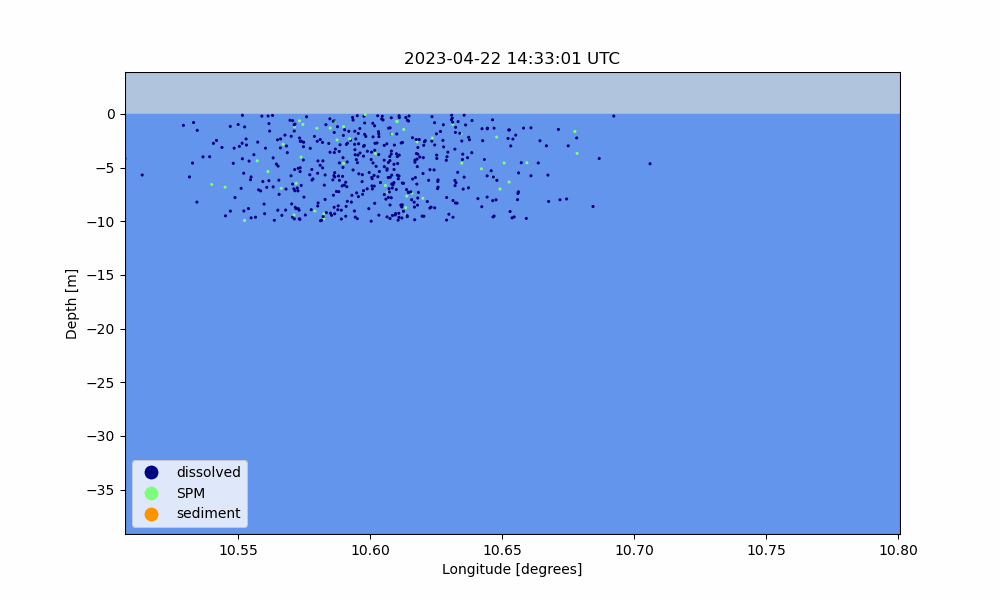 2023-04-22 14:33:01 UTC
0
−5
−10
−15
−20
−25
−30
−35
Depth [m]
dissolved
SPM
sediment
10.55 10.60 10.65 10.70 10.75 10.80
Longitude [degrees]